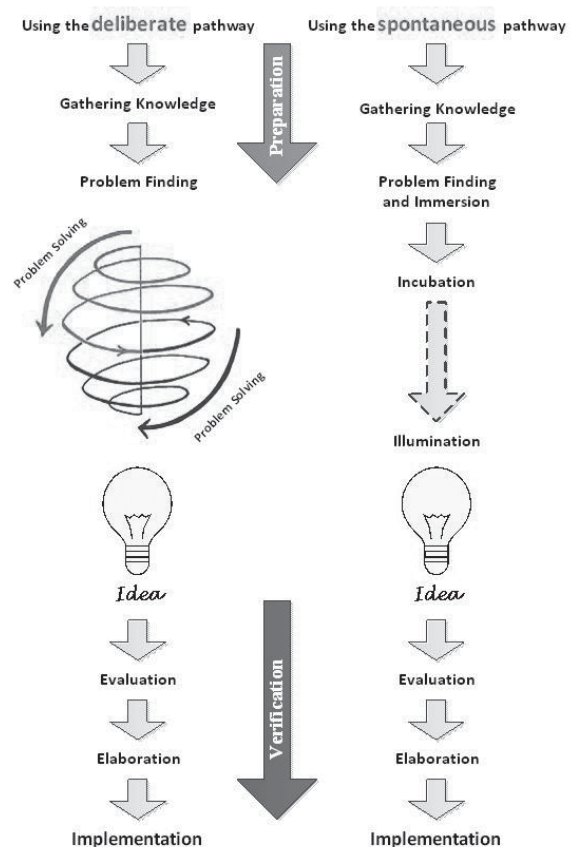 Using the deliberate pathway
Gathering Knowledge
Problem Finding
Problem Solving
Problem Solving
Idea
Evaluation
Elaboration
Implementation
Preparation
Verification
Using the spontaneous pathway
Gathering Knowledge
Problem Finding
and Immersion
Incubation
Illumination
Idea
Evaluation
Elaboration
Implementation